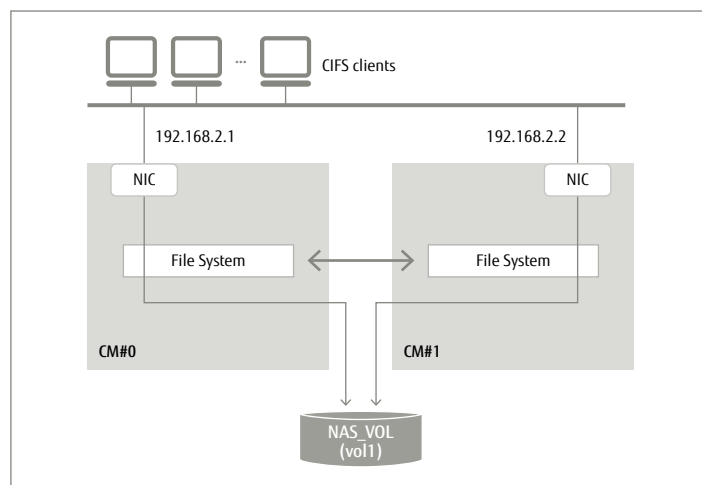 ...
CIFS clients
192.168.2.1
192.168.2.2
NIC
NIC
File System
File System
CM#0
CM#1
NAS_VOL
(vol1)